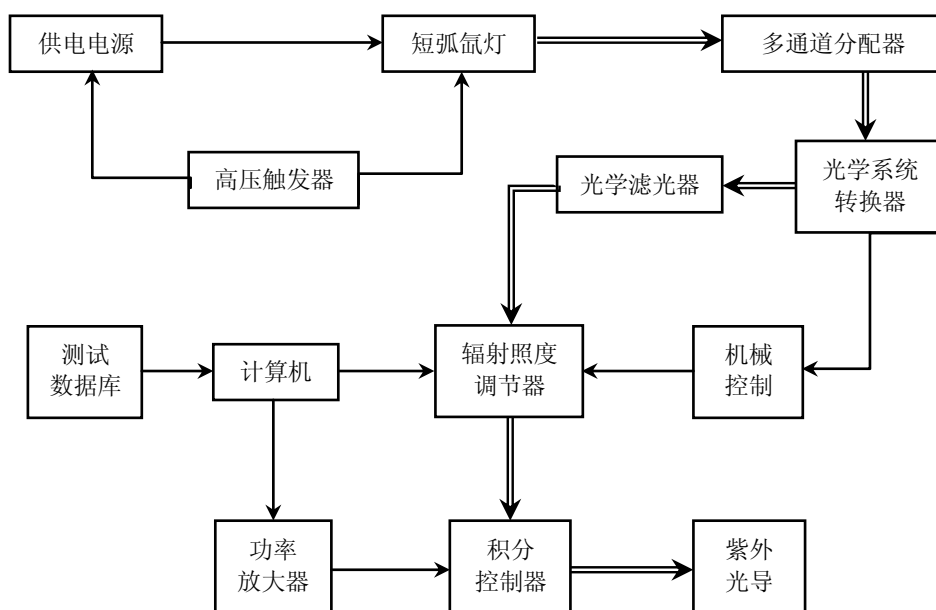 供电电源
短弧氙灯
多通道分配器
高压触发器
光学滤光器
光学系统
转换器
测试
数据库
计算机
辐射照度
调节器
机械
控制
功率
放大器
积分
控制器
紫外
光导